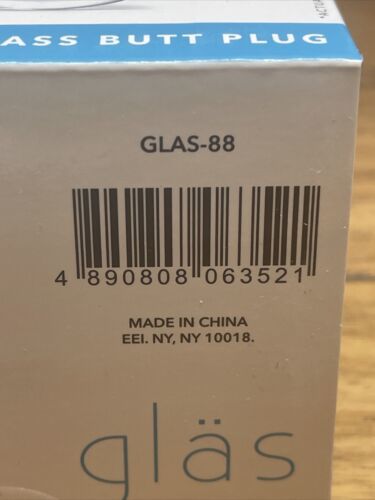 ASS BUTT PLUG
GLAS-88
4 890808 063521
MADE IN CHINA
EEI. NY, NY 10018.
gläs